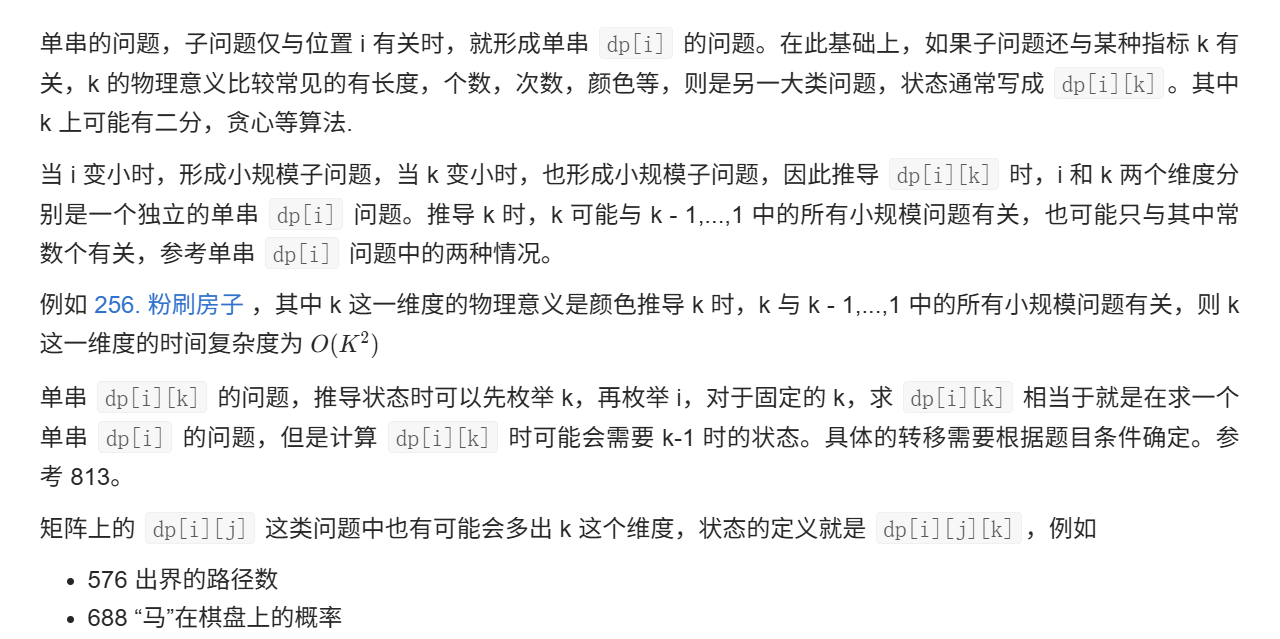 单串的问题，子问题仅与位置 i 有关时，就形成单串 dp[i] 的问题。在此基础上，如果子问题还与某种指标 k 有
关，k 的物理意义比较常见的有长度，个数，次数，颜色等，则是另一大类问题，状态通常写成 dp[i][k] 。其中
k 上可能有二分，贪心等算法.
当 i 变小时，形成小规模子问题，当 k 变小时，也形成小规模子问题，因此推导 dp[i][k] 时，i 和 k 两个维度分
别是一个独立的单串 dp[i] 问题。推导 k 时，k 可能与 k - 1,...,1 中的所有小规模问题有关，也可能只与其中常
数个有关，参考单串 dp[i] 问题中的两种情况。
例如 256. 粉刷房子 ，其中 k 这一维度的物理意义是颜色推导 k 时，k 与 k - 1,...,1 中的所有小规模问题有关，则 k
这一维度的时间复杂度为 O(K²)
单串 dp[i][k] 的问题，推导状态时可以先枚举 k，再枚举 i，对于固定的 k，求 dp[i][k] 相当于就是在求一个
单串 dp[i] 的问题，但是计算 dp[i][k] 时可能会需要 k-1 时的状态。具体的转移需要根据题目条件确定。参
考 813。
矩阵上的 dp[i][j] 这类问题中也有可能会多出 k 这个维度，状态的定义就是 dp[i][j][k] ，例如
• 576 出界的路径数
• 688 “马”在棋盘上的概率